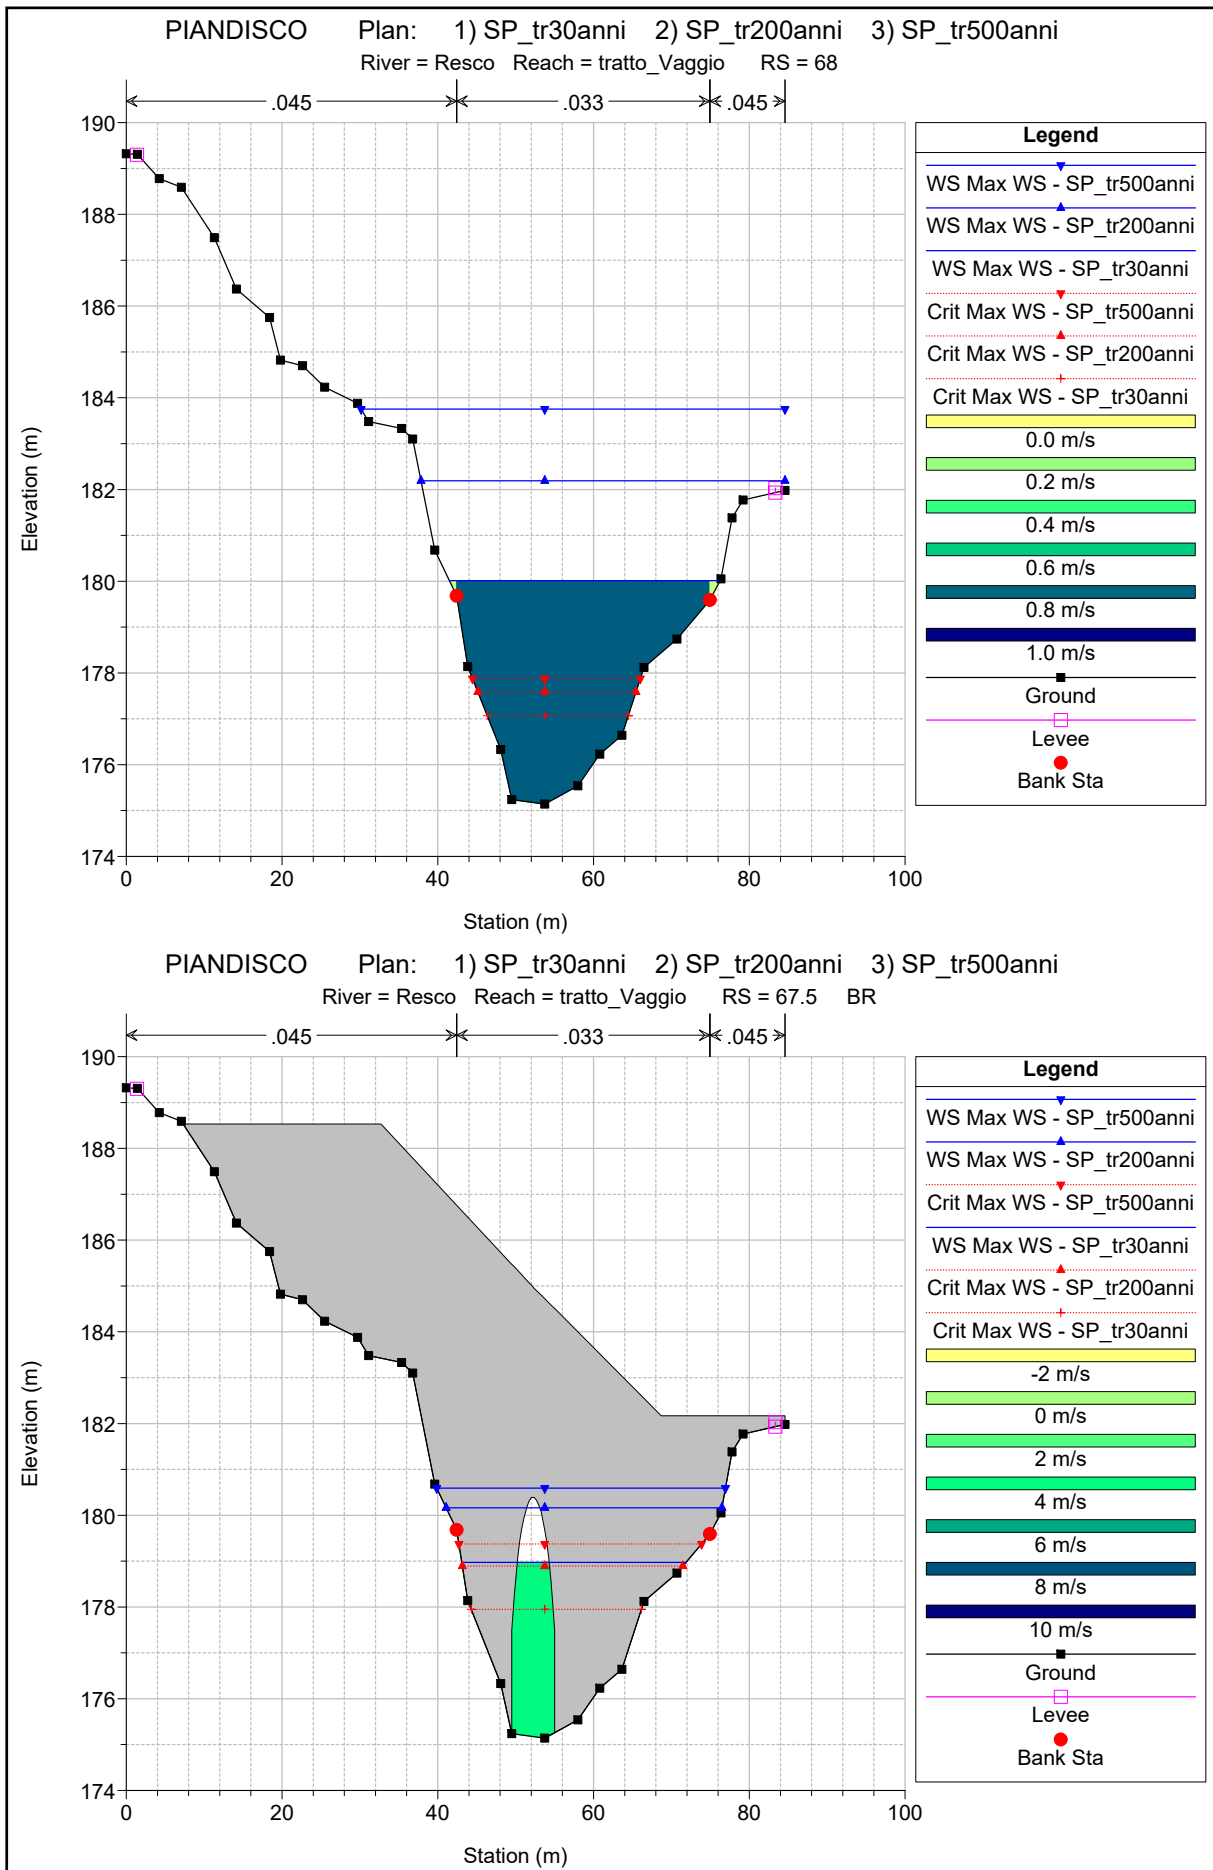 PIANDISCO Plan: 1) SP_tr30anni 2) SP_tr200anni 3) SP_tr500anni
River = Resco Reach = tratto_Vaggio RS = 68
.045 .033 .045
190
188
186
184
182
180
178
176
174
0 20 40 60 80 100
Elevation (m)
Station (m)
Legend
WS Max WS - SP_tr500anni
WS Max WS - SP_tr200anni
WS Max WS - SP_tr30anni
Crit Max WS - SP_tr500anni
Crit Max WS - SP_tr200anni
Crit Max WS - SP_tr30anni
0.0 m/s
0.2 m/s
0.4 m/s
0.6 m/s
0.8 m/s
1.0 m/s
Ground
Levee
Bank Sta
PIANDISCO Plan: 1) SP_tr30anni 2) SP_tr200anni 3) SP_tr500anni
River = Resco Reach = tratto_Vaggio RS = 67.5 BR
.045 .033 .045
190
188
186
184
182
180
178
176
174
0 20 40 60 80 100
Elevation (m)
Station (m)
Legend
WS Max WS - SP_tr500anni
WS Max WS - SP_tr200anni
Crit Max WS - SP_tr500anni
WS Max WS - SP_tr30anni
Crit Max WS - SP_tr200anni
Crit Max WS - SP_tr30anni
-2 m/s
0 m/s
2 m/s
4 m/s
6 m/s
8 m/s
10 m/s
Ground
Levee
Bank Sta